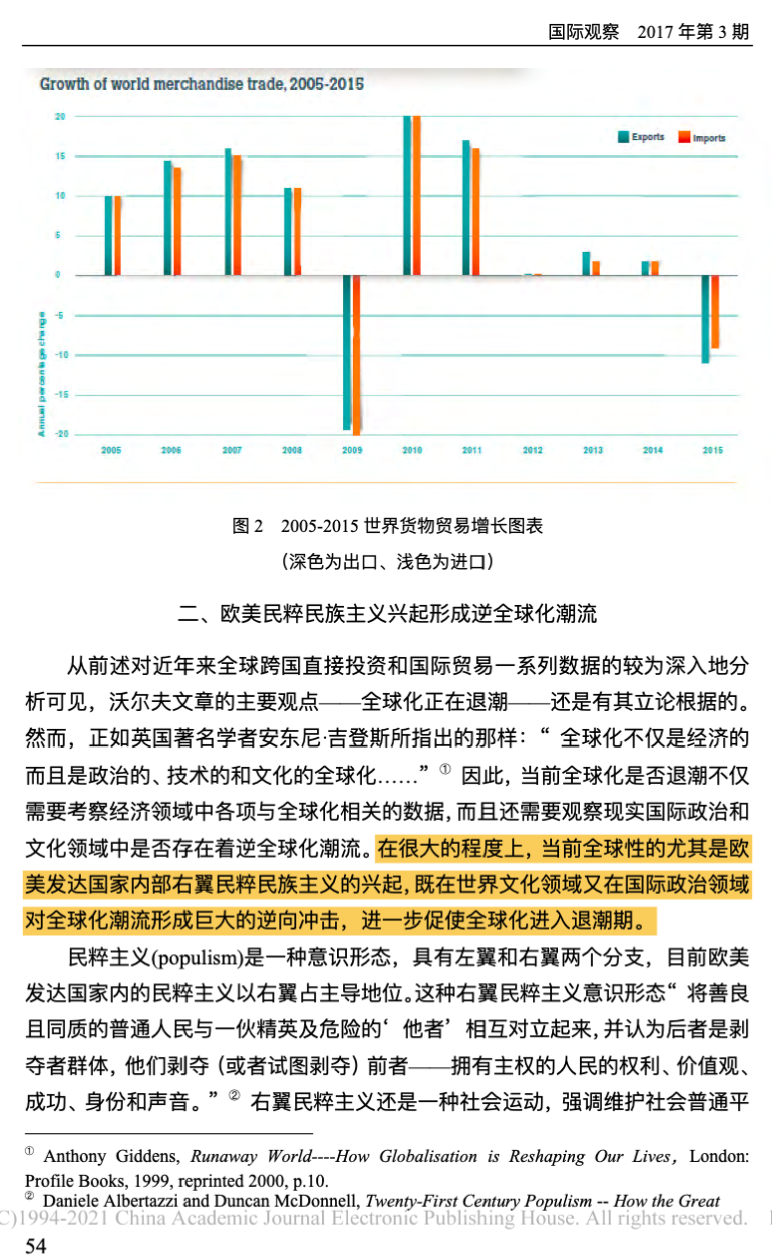 国际观察 2017 年第 3 期
Growth of world merchandise trade, 2005-2015
20
Exports Imports
15
10
5
0
-5
-10
-15
-20
Annual percentage change
2005 2006 2007 2008 2009 2010 2011 2012 2013 2014 2015
图 2 2005-2015 世界货物贸易增长图表
（深色为出口、浅色为进口）
二、欧美民粹民族主义兴起形成逆全球化潮流
从前述对近年来全球跨国直接投资和国际贸易一系列数据的较为深入地分
析可见，沃尔夫文章的主要观点——全球化正在退潮——还是有其立论根据的。
然而，正如英国著名学者安东尼·吉登斯所指出的那样：“ 全球化不仅是经济的
而且是政治的、技术的和文化的全球化……” ① 因此，当前全球化是否退潮不仅
需要考察经济领域中各项与全球化相关的数据，而且还需要观察现实国际政治和
文化领域中是否存在着逆全球化潮流。在很大的程度上，当前全球性的尤其是欧
美发达国家内部右翼民粹民族主义的兴起，既在世界文化领域又在国际政治领域
对全球化潮流形成巨大的逆向冲击，进一步促使全球化进入退潮期。
民粹主义(populism)是一种意识形态，具有左翼和右翼两个分支，目前欧美
发达国家内的民粹主义以右翼占主导地位。这种右翼民粹主义意识形态“ 将善良
且同质的普通人民与一伙精英及危险的‘ 他者’ 相互对立起来，并认为后者是剥
夺者群体，他们剥夺（或者试图剥夺）前者——拥有主权的人民的权利、价值观、
成功、身份和声音。” ② 右翼民粹主义还是一种社会运动，强调维护社会普通平
① Anthony Giddens, Runaway World----How Globalisation is Reshaping Our Lives, London:
Profile Books, 1999, reprinted 2000, p.10.
② Daniele Albertazzi and Duncan McDonnell, Twenty-First Century Populism -- How the Great
C)1994-2021 China Academic Journal Electronic Publishing House. All rights reserved.
54